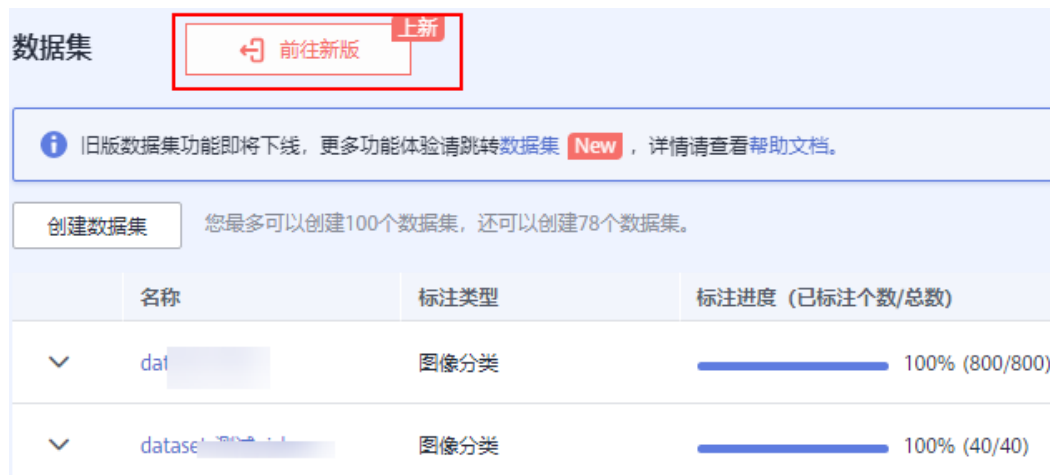 数据集
前往新版
上新
旧版数据集功能即将下线，更多功能体验请跳转数据集 New ，详情请查看帮助文档。
创建数据集 您最多可以创建100个数据集，还可以创建78个数据集。
名称 标注类型 标注进度（已标注个数/总数）
图像分类 100% (800/800)
图像分类 100% (40/40)